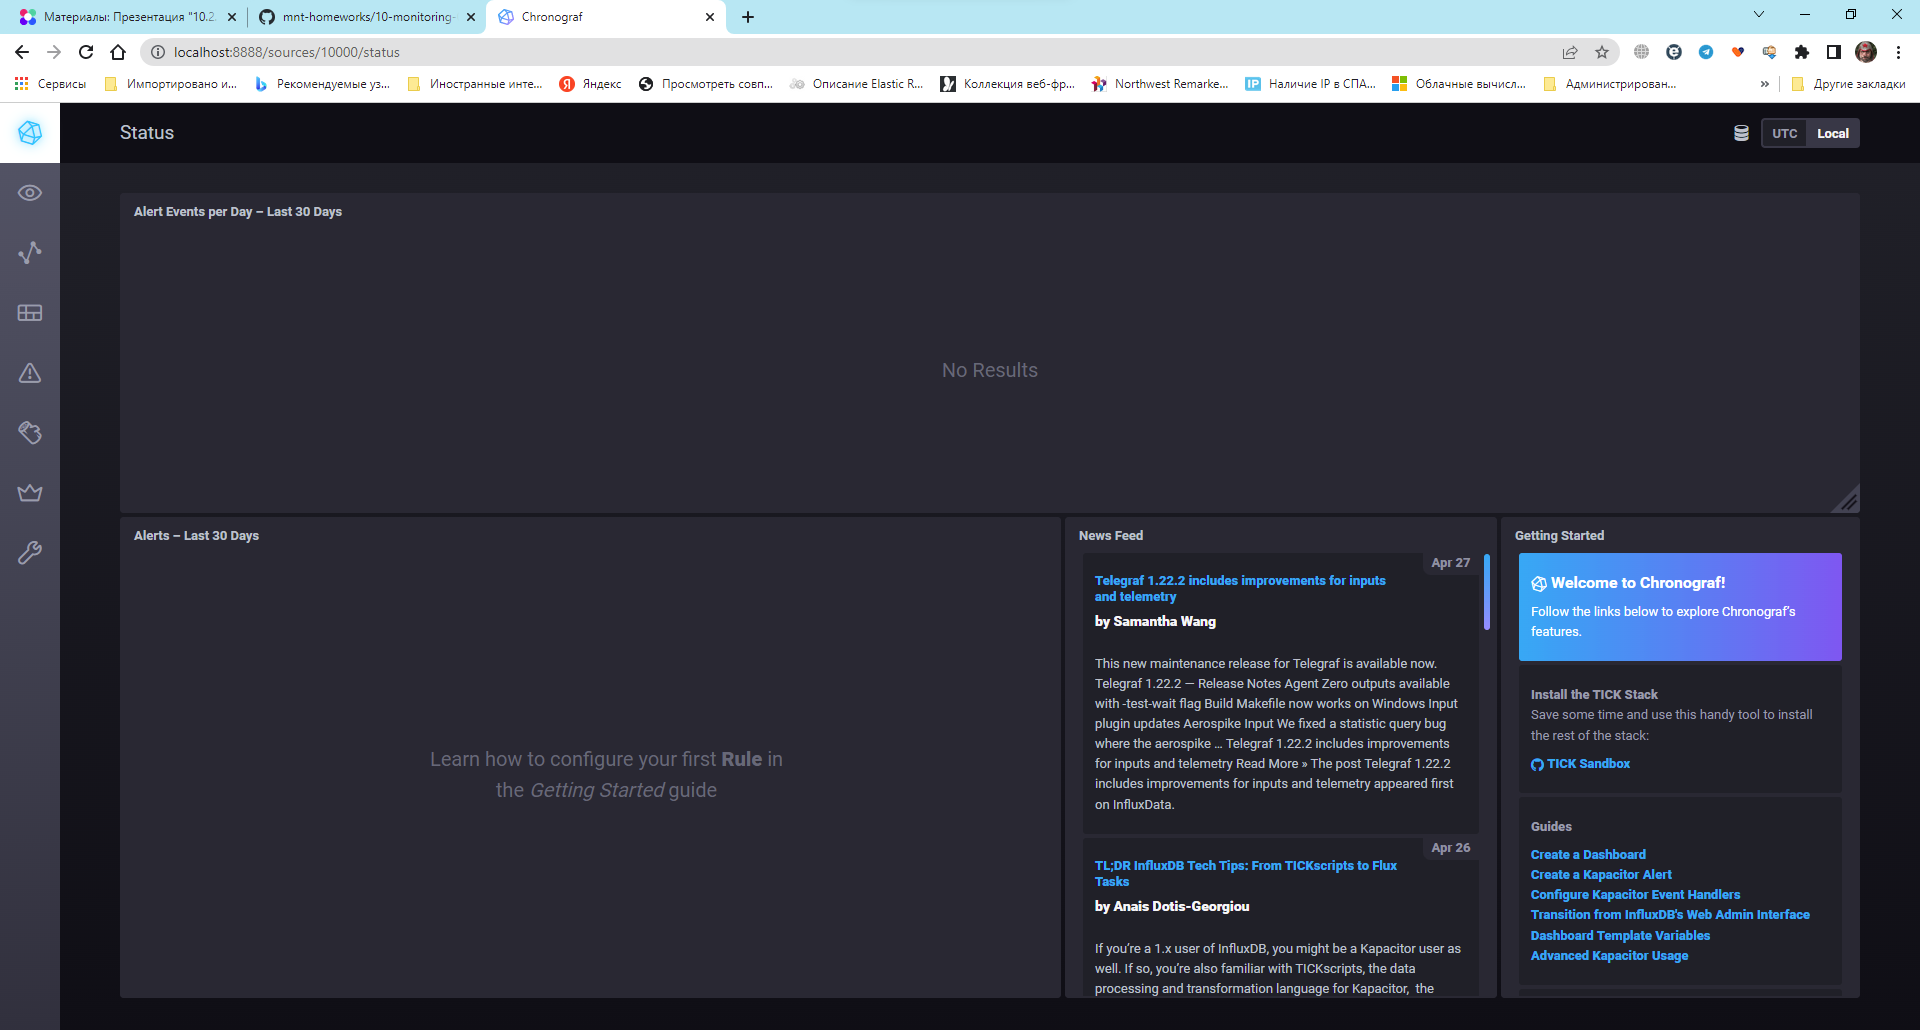 Материалы: Презентация "10.2.
mnt-homeworks/10-monitoring-
Chronograf
localhost:8888/sources/10000/status
Сервисы
Импортировано и...
Рекомендуемые уз...
Иностранные инте...
Яндекс
Просмотреть совп...
Описание Elastic R...
Коллекция веб-фр...
Northwest Remarke...
IP
Наличие IP в СПА...
Облачные вычисл...
Администрирован...
»
Другие закладки
Status
UTC
Local
Alert Events per Day – Last 30 Days
No Results
Alerts – Last 30 Days
Learn how to configure your first Rule in
the Getting Started guide
News Feed
Apr 27
Telegraf 1.22.2 includes improvements for inputs
and telemetry
by Samantha Wang
This new maintenance release for Telegraf is available now.
Telegraf 1.22.2 — Release Notes Agent Zero outputs available
with -test-wait flag Build Makefile now works on Windows Input
plugin updates Aerospike Input We fixed a statistic query bug
where the aerospike ... Telegraf 1.22.2 includes improvements
for inputs and telemetry Read More » The post Telegraf 1.22.2
includes improvements for inputs and telemetry appeared first
on InfluxData.
Apr 26
TL;DR InfluxDB Tech Tips: From TICKscripts to Flux
Tasks
by Anais Dotis-Georgiou
If you're a 1.x user of InfluxDB, you might be a Kapacitor user as
well. If so, you're also familiar with TICKscripts, the data
processing and transformation language for Kapacitor, the
Getting Started
Welcome to Chronograf!
Follow the links below to explore Chronograf's
features.
Install the TICK Stack
Save some time and use this handy tool to install
the rest of the stack:
TICK Sandbox
Guides
Create a Dashboard
Create a Kapacitor Alert
Configure Kapacitor Event Handlers
Transition from InfluxDB's Web Admin Interface
Dashboard Template Variables
Advanced Kapacitor Usage